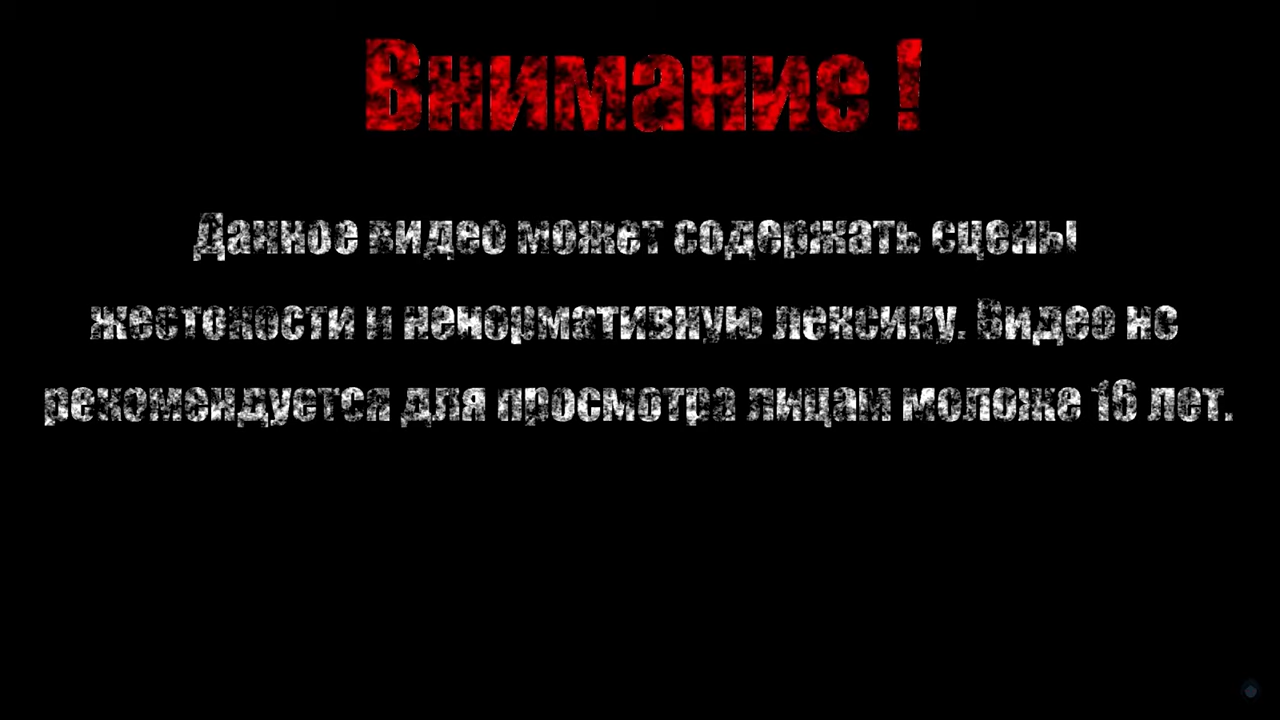 Внимание !
Данное видео может содержать сцены
жестокости и ненормативную лексику. Видео не
рекомендуется для просмотра лицам моложе 16 лет.